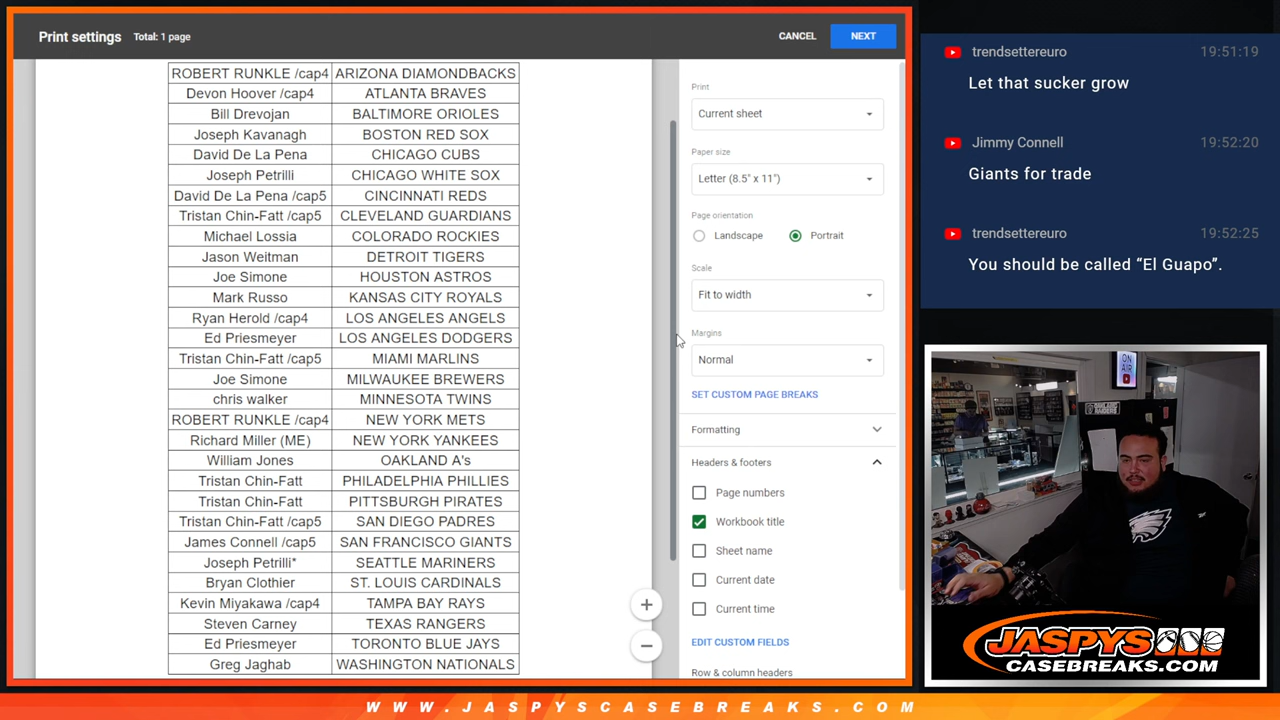 Print settings Total: 1 page CANCEL NEXT
ROBERT RUNKLE /cap4 ARIZONA DIAMONDBACKS
Devon Hoover /cap4 ATLANTA BRAVES
Bill Drevojan BALTIMORE ORIOLES
Joseph Kavanagh BOSTON RED SOX
David De La Pena CHICAGO CUBS
Joseph Petrilli CHICAGO WHITE SOX
David De La Pena /cap5 CINCINNATI REDS
Tristan Chin-Fatt /cap5 CLEVELAND GUARDIANS
Michael Lossia COLORADO ROCKIES
Jason Weitman DETROIT TIGERS
Joe Simone HOUSTON ASTROS
Mark Russo KANSAS CITY ROYALS
Ryan Herold /cap4 LOS ANGELES ANGELS
Ed Priesmeyer LOS ANGELES DODGERS
Tristan Chin-Fatt /cap5 MIAMI MARLINS
Joe Simone MILWAUKEE BREWERS
chris walker MINNESOTA TWINS
ROBERT RUNKLE /cap4 NEW YORK METS
Richard Miller (ME) NEW YORK YANKEES
William Jones OAKLAND A's
Tristan Chin-Fatt PHILADELPHIA PHILLIES
Tristan Chin-Fatt PITTSBURGH PIRATES
Tristan Chin-Fatt /cap5 SAN DIEGO PADRES
James Connell /cap5 SAN FRANCISCO GIANTS
Joseph Petrilli* SEATTLE MARINERS
Bryan Clothier ST. LOUIS CARDINALS
Kevin Miyakawa /cap4 TAMPA BAY RAYS
Steven Carney TEXAS RANGERS
Ed Priesmeyer TORONTO BLUE JAYS
Greg Jaghab WASHINGTON NATIONALS
Print
Current sheet
Paper size
Letter (8.5" x 11")
Page orientation
Landscape Portrait
Scale
Fit to width
Margins
Normal
SET CUSTOM PAGE BREAKS
Formatting
Headers & footers
Page numbers
Workbook title
Sheet name
Current date
Current time
EDIT CUSTOM FIELDS
Row & column headers
trendsettereuro 19:51:19
Let that sucker grow
Jimmy Connell 19:52:20
Giants for trade
trendsettereuro 19:52:25
You should be called “El Guapo”.
ON
AIR
JASPYS
CASEBREAKS.COM
WWW.JASPYSCASEBREAKS.COM